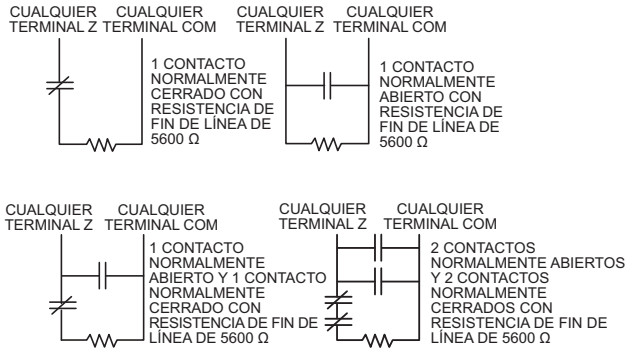 CUALQUIER TERMINAL Z
CUALQUIER TERMINAL COM
1 CONTACTO
NORMALMENTE
CERRADO CON
RESISTENCIA DE
FIN DE LÍNEA DE
5600 Ω
CUALQUIER TERMINAL Z
CUALQUIER TERMINAL COM
1 CONTACTO
NORMALMENTE
ABIERTO CON
RESISTENCIA DE
FIN DE LÍNEA DE
5600 Ω
CUALQUIER TERMINAL Z
CUALQUIER TERMINAL COM
1 CONTACTO
NORMALMENTE
ABIERTO Y 1 CONTACTO
NORMALMENTE
CERRADO CON
RESISTENCIA DE FIN DE
LÍNEA DE 5600 Ω
CUALQUIER TERMINAL Z
CUALQUIER TERMINAL COM
2 CONTACTOS
NORMALMENTE ABIERTOS
Y 2 CONTACTOS
NORMALMENTE
CERRADOS CON
RESISTENCIA DE FIN DE
LÍNEA DE 5600 Ω